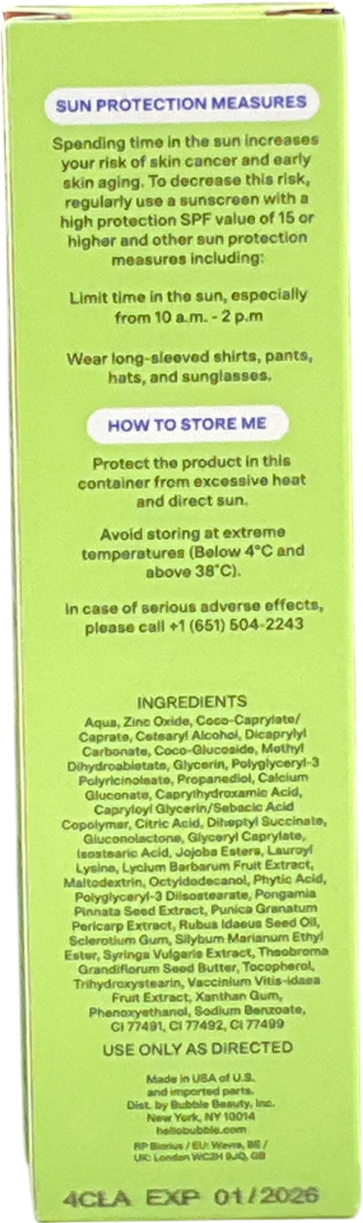 SUN PROTECTION MEASURES
Spending time in the sun increases
your risk of skin cancer and early
skin aging. To decrease this risk,
regularly use a sunscreen with a
high protection SPF value of 15 or
higher and other sun protection
measures including:
Limit time in the sun, especially
from 10 a.m. - 2 p.m
Wear long-sleeved shirts, pants,
hats, and sunglasses.
HOW TO STORE ME
Protect the product in this
container from excessive heat
and direct sun.
Avoid storing at extreme
temperatures (Below 4°C and
above 38°C).
In case of serious adverse effects,
please call +1 (651) 504-2243
INGREDIENTS
Aqua, Zinc Oxide, Coco-Caprylate/
Caprate, Cetearyl Alcohol, Dicaprylyl
Carbonate, Coco-Glucoside, Methyl
Dihydroabietate, Glycerin, Polyglyceryl-3
Polyricinoleate, Propanediol, Calcium
Gluconate, Caprylhydroxamic Acid,
Capryloyl Glycerin/Sebacic Acid
Copolymer, Citric Acid, Diheptyl Succinate,
Gluconolactone, Glyceryl Caprylate,
Isostearic Acid, Jojoba Esters, Lauroyl
Lysine, Lycium Barbarum Fruit Extract,
Maltodextrin, Octyldodecanol, Phytic Acid,
Polyglyceryl-3 Diisostearate, Pongamia
Pinnata Seed Extract, Punica Granatum
Pericarp Extract, Rubus Idaeus Seed Oil,
Sclerotium Gum, Silybum Marianum Ethyl
Ester, Syringa Vulgaris Extract, Theobroma
Grandiflorum Seed Butter, Tocopherol,
Trihydroxystearin, Vaccinium Vitis-idaea
Fruit Extract, Xanthan Gum,
Phenoxyethanol, Sodium Benzoate,
CI 77491, CI 77492, CI 77499
USE ONLY AS DIRECTED
Made in USA of U.S.
and imported parts.
Dist. by Bubble Beauty, Inc.
New York, NY 10014
hellobubble.com
RP Biorius / EU: Wavre, BE /
UK: London WC2H 9JQ, GB
4CLA EXP 01/2026